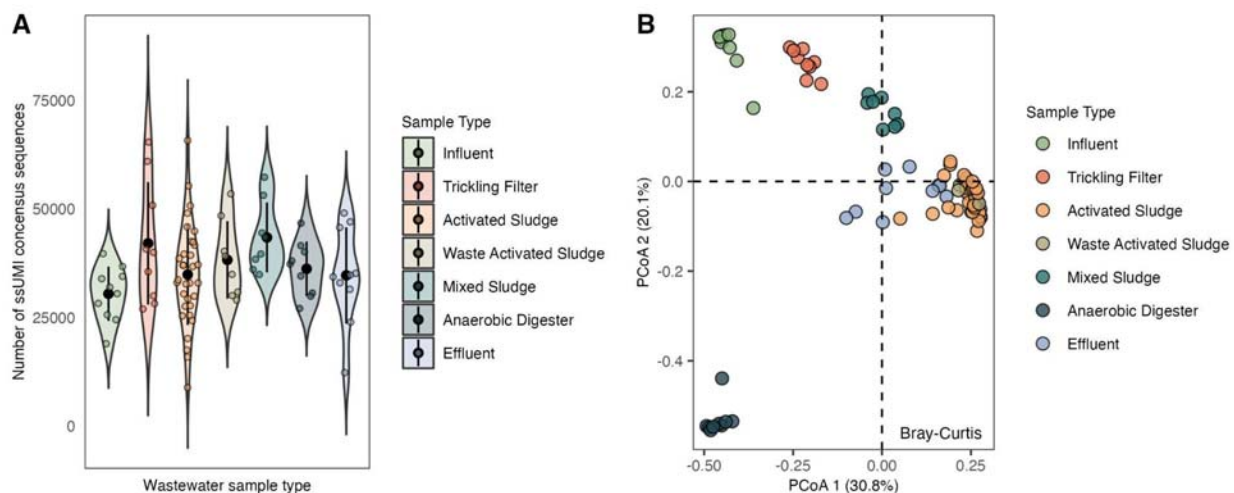 A
Number of ssUMI concensus sequences
75000
50000
25000
0
Wastewater sample type
Sample Type
Influent
Trickling Filter
Activated Sludge
Waste Activated Sludge
Mixed Sludge
Anaerobic Digester
Effluent
B
PCoA 2 (20.1%)
0.2
0.0
-0.2
-0.4
Bray-Curtis
-0.50
-0.25
0.00
0.25
PCoA 1 (30.8%)
Sample Type
Influent
Trickling Filter
Activated Sludge
Waste Activated Sludge
Mixed Sludge
Anaerobic Digester
Effluent